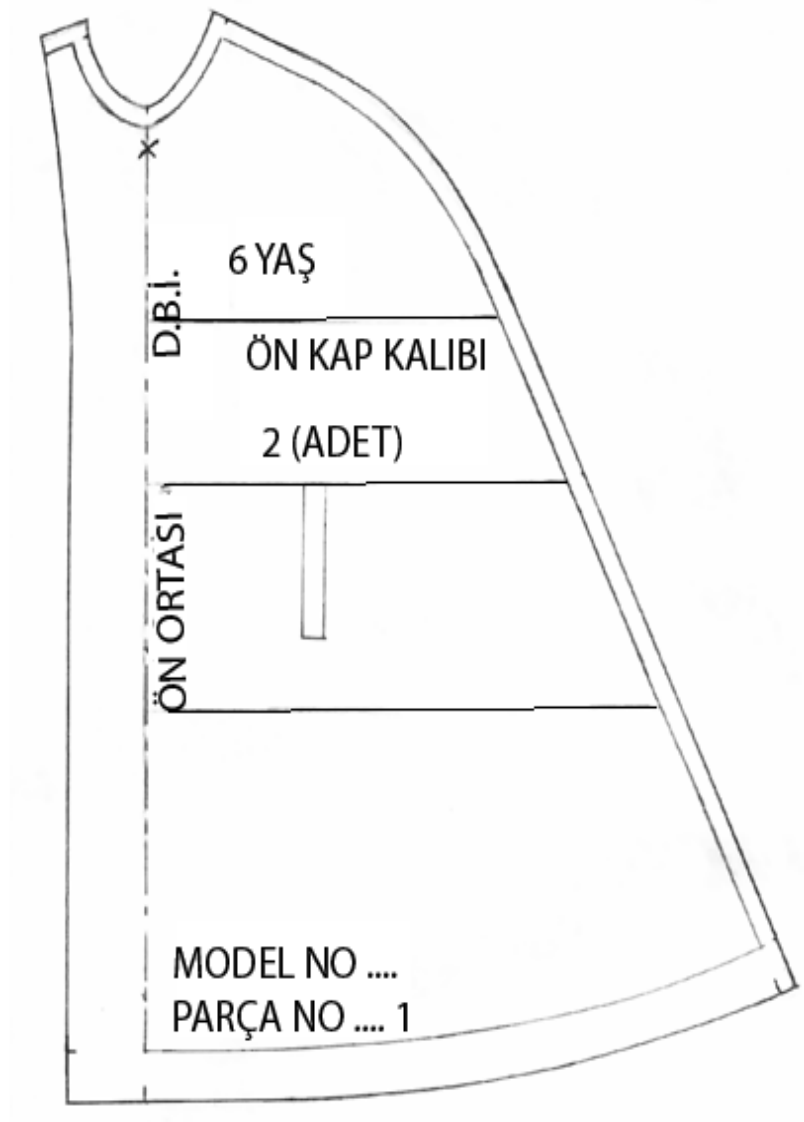 6 YAŞ
D.B.İ.
ÖN KAP KALIBI
2 (ADET)
ÖN ORTASI
MODEL NO ....
PARÇA NO .... 1